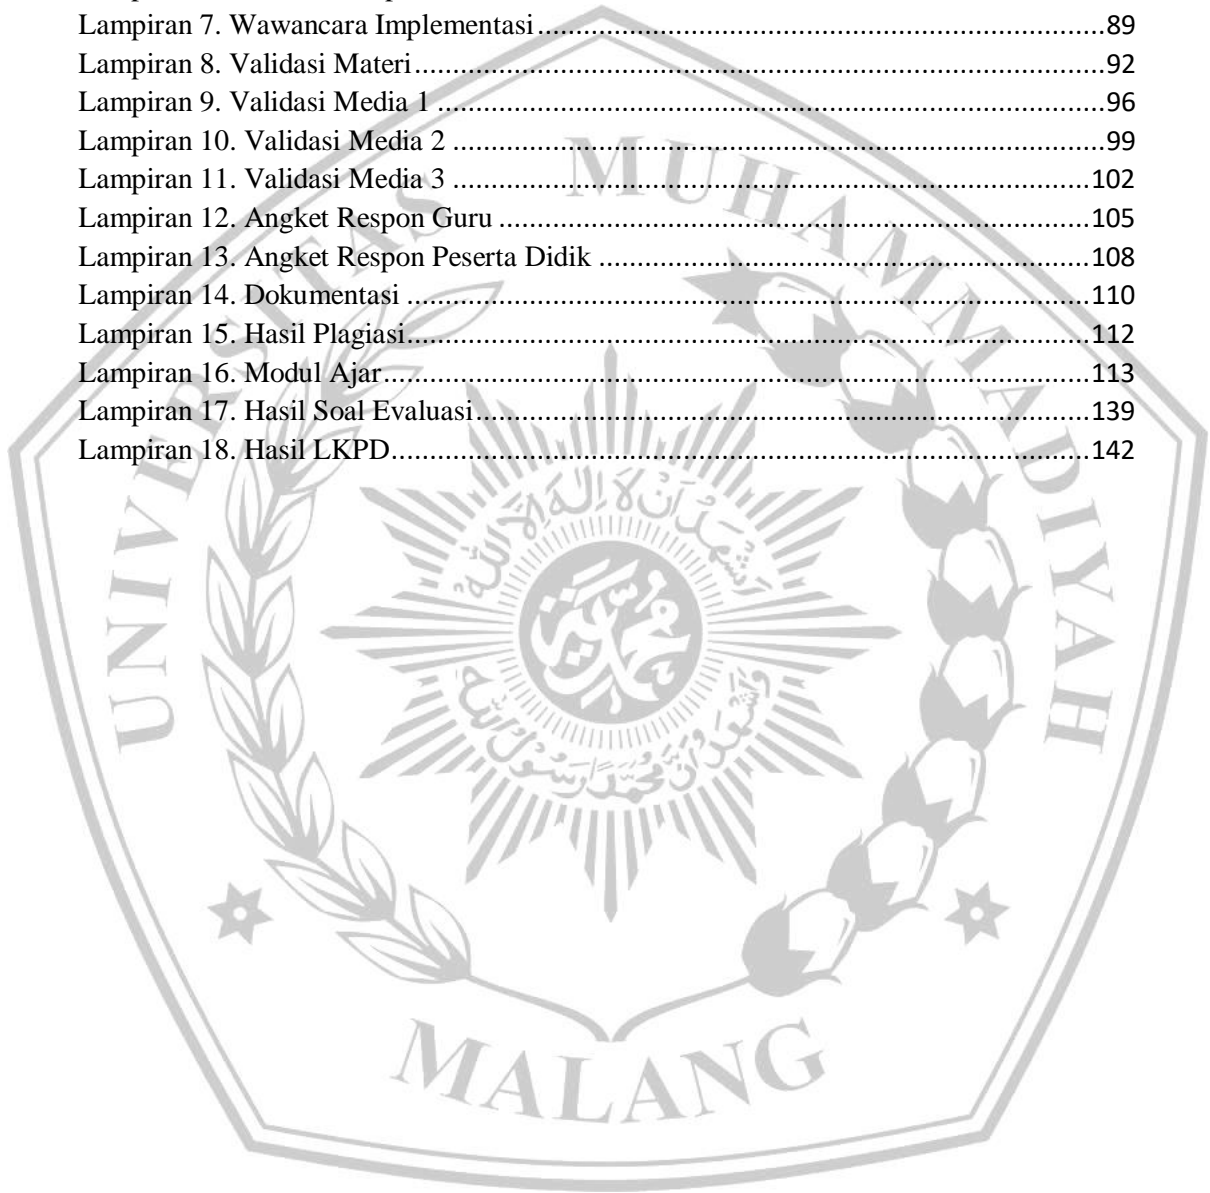 Lampiran 7. Wawancara Implementasi...........................................................................89
Lampiran 8. Validasi Materi...........................................................................................92
Lampiran 9. Validasi Media 1 ........................................................................................96
Lampiran 10. Validasi Media 2 ......................................................................................99
Lampiran 11. Validasi Media 3 ....................................................................................102
Lampiran 12. Angket Respon Guru ..............................................................................105
Lampiran 13. Angket Respon Peserta Didik .................................................................108
Lampiran 14. Dokumentasi ..........................................................................................110
Lampiran 15. Hasil Plagiasi..........................................................................................112
Lampiran 16. Modul Ajar.............................................................................................113
Lampiran 17. Hasil Soal Evaluasi.................................................................................139
Lampiran 18. Hasil LKPD............................................................................................142
UNIVERSITAS MUHAMMADIYAH
MALANG